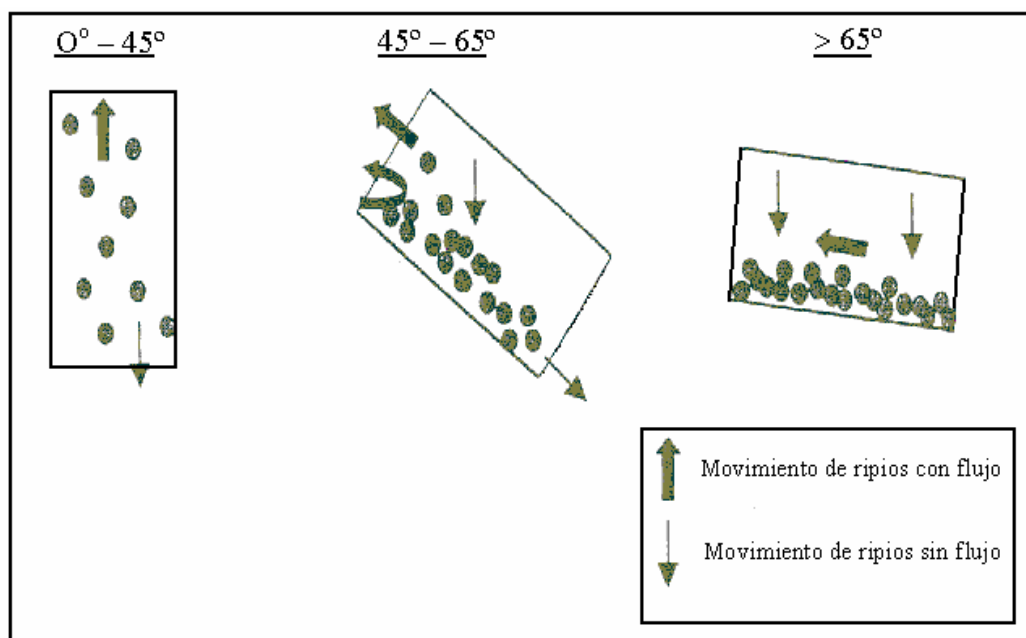 O° – 45°
45° – 65°
> 65°
Movimiento de ripios con flujo
Movimiento de ripios sin flujo